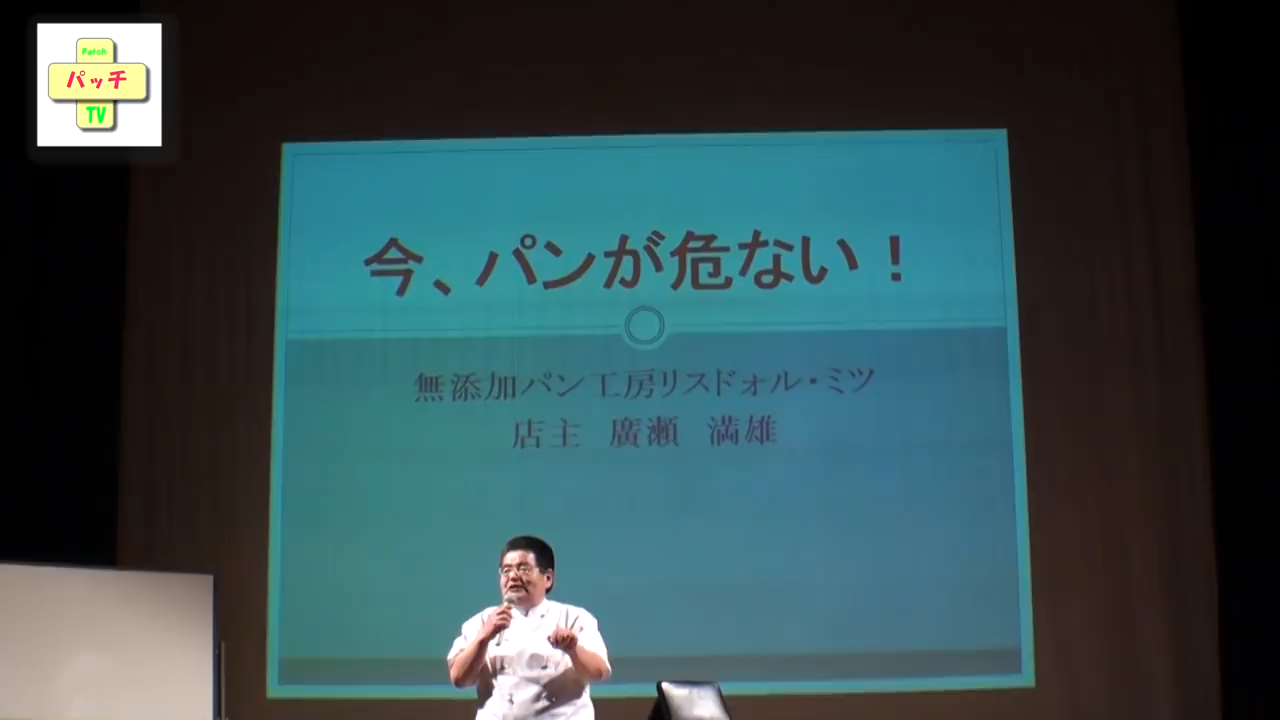 Patch
パッチ
TV
今、パンが危ない！
無添加パン工房リスドォル・ミツ
店主　廣瀬　満雄